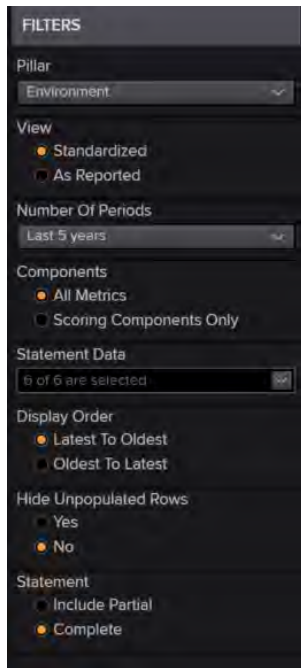 FILTERS
Pillar
Environment
View
Standardized
As Reported
Number Of Periods
Last 5 years
Components
All Metrics
Scoring Components Only
Statement Data
6 of 6 are selected
Display Order
Latest To Oldest
Oldest To Latest
Hide Unpopulated Rows
Yes
No
Statement
Include Partial
Complete